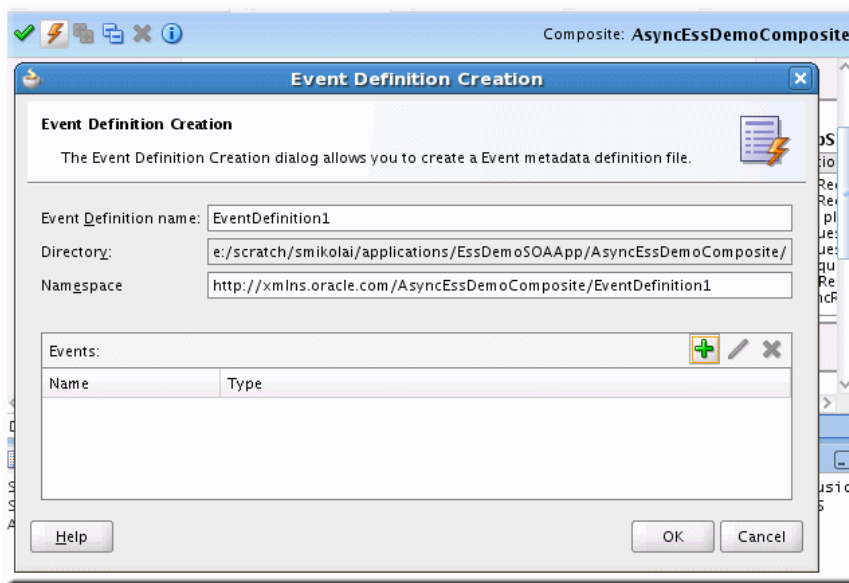 Composite: AsyncEssDemoComposite
Event Definition Creation
Event Definition Creation
The Event Definition Creation dialog allows you to create a Event metadata definition file.
Event Definition name: EventDefinition1
Directory: e:/scratch/smikolai/applications/EssDemoSOAApp/AsyncEssDemoComposite/
Namespace http://xmlns.oracle.com/AsyncEssDemoComposite/EventDefinition1
Events:
Name Type
Help OK Cancel